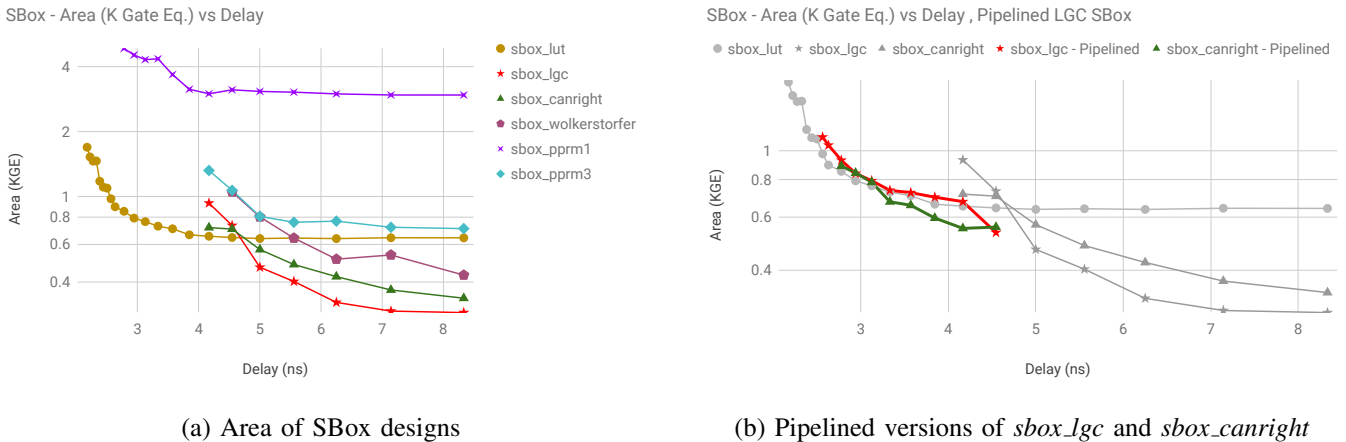 SBox - Area (K Gate Eq.) vs Delay
Area (KGE)
4
2
1
0.8
0.6
0.4
3
4
5
6
7
8
Delay (ns)
sbox_lut
sbox_lgc
sbox_canright
sbox_wolkerstorfer
sbox_pprm1
sbox_pprm3
(a) Area of SBox designs
SBox - Area (K Gate Eq.) vs Delay , Pipelined LGC SBox
sbox_lut
sbox_lgc
sbox_canright
sbox_lgc - Pipelined
sbox_canright - Pipelined
Area (KGE)
1
0.8
0.6
0.4
3
4
5
6
7
8
Delay (ns)
(b) Pipelined versions of sbox_lgc and sbox_canright